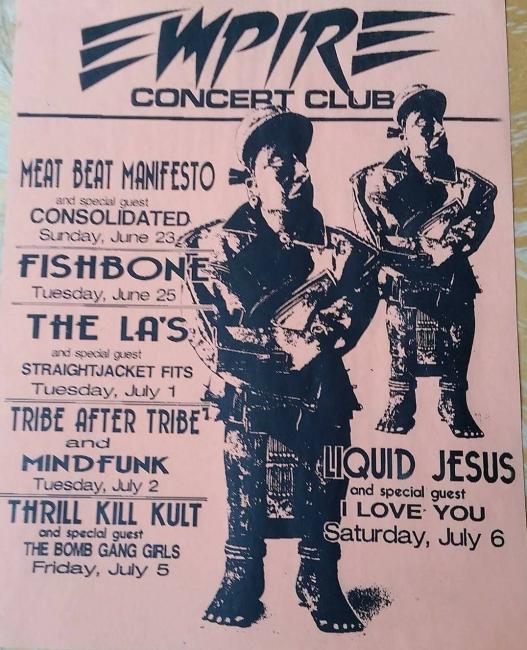 EMPIRE
CONCERT CLUB
MEAT BEAT MANIFESTO
and special guest
CONSOLIDATED
Sunday, June 23
FISHBONE
Tuesday, June 25
THE LA'S
and special guest
STRAIGHTJACKET FITS
Tuesday, July 1
TRIBE AFTER TRIBE
and
MINDFUNK
Tuesday, July 2
THRILL KILL KULT
and special guest
THE BOMB GANG GIRLS
Friday, July 5
LIQUID JESUS
and special guest
I LOVE YOU
Saturday, July 6